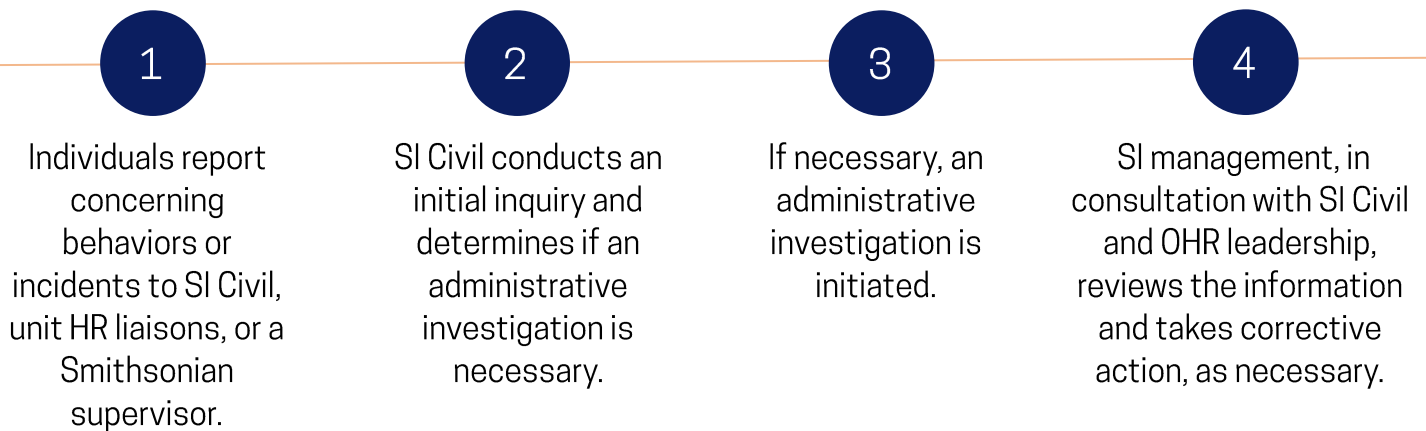 1
Individuals report
concerning
behaviors or
incidents to SI Civil,
unit HR liaisons, or a
Smithsonian
supervisor.
2
SI Civil conducts an
initial inquiry and
determines if an
administrative
investigation is
necessary.
3
If necessary, an
administrative
investigation is
initiated.
4
SI management, in
consultation with SI Civil
and OHR leadership,
reviews the information
and takes corrective
action, as necessary.